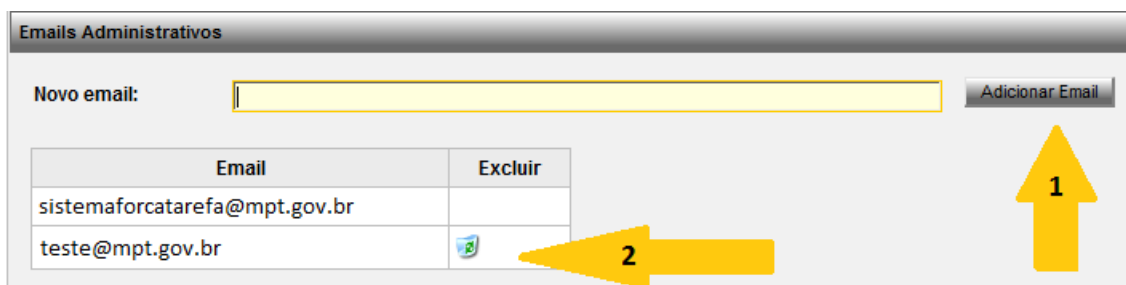 Emails Administrativos
Novo email:
Adicionar Email
1
Email Excluir
sistemaforcatarefa@mpt.gov.br
teste@mpt.gov.br
2